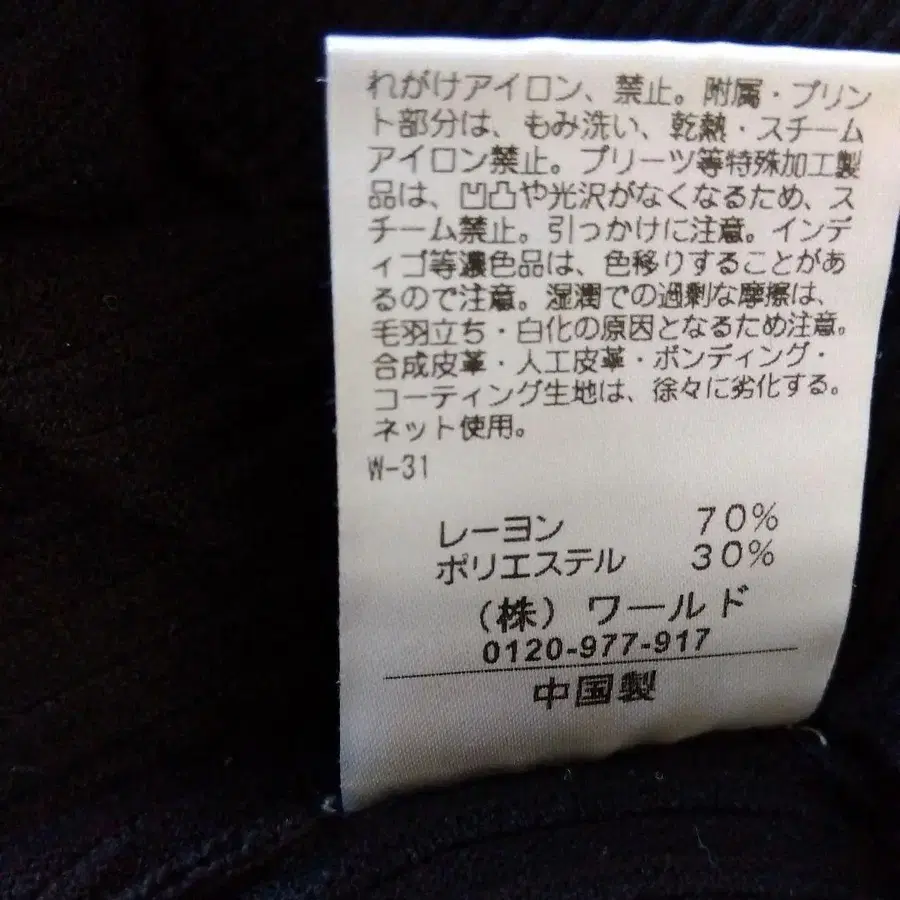 れがけアイロン、禁止。附属・プリン
ト部分は、もみ洗い、乾熱・スチーム
アイロン禁止。プリーツ等特殊加工製
品は、凹凸や光沢がなくなるため、ス
チーム禁止。引っかけに注意。インデ
ィゴ等濃色品は、色移りすることがあ
るので注意。湿潤での過剰な摩擦は、
毛羽立ち・白化の原因となるため注意。
合成皮革・人工皮革・ボンディング・
コーティング生地は、徐々に劣化する。
ネット使用。
W-31
レーヨン 70%
ポリエステル 30%
(株) ワールド
0120-977-917
中国製